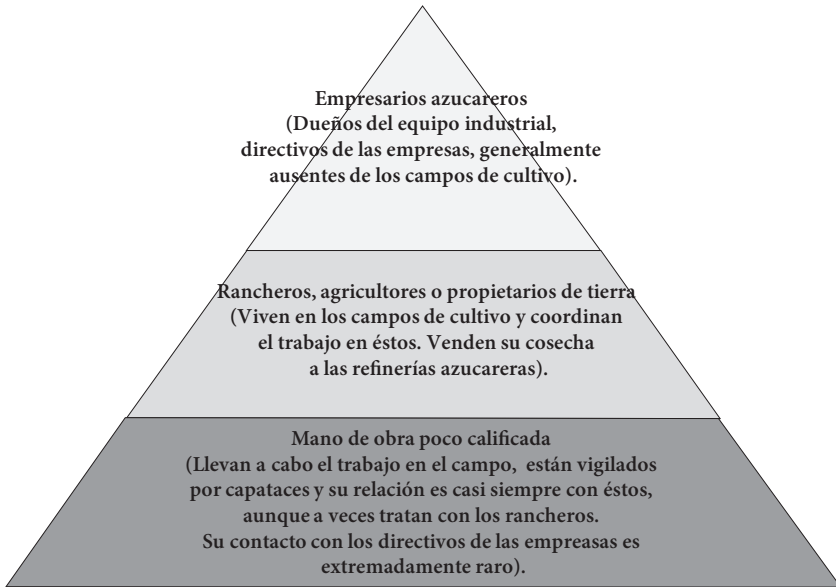 Empresarios azucareros
(Dueños del equipo industrial,
directivos de las empresas, generalmente
ausentes de los campos de cultivo).
Rancheros, agricultores o propietarios de tierra
(Viven en los campos de cultivo y coordinan
el trabajo en éstos. Venden su cosecha
a las refinerías azucareras).
Mano de obra poco calificada
(Llevan a cabo el trabajo en el campo, están vigilados
por capataces y su relación es casi siempre con éstos,
aunque a veces tratan con los rancheros.
Su contacto con los directivos de las empreasas es
extremadamente raro).